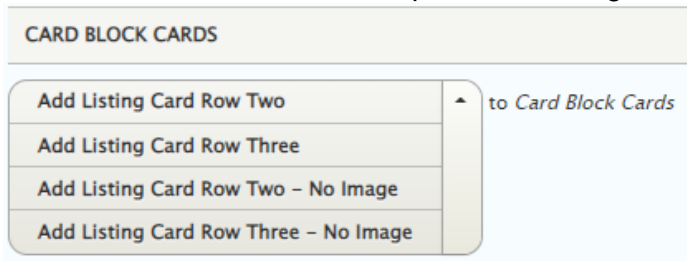 CARD BLOCK CARDS
Add Listing Card Row Two to Card Block Cards
Add Listing Card Row Three
Add Listing Card Row Two – No Image
Add Listing Card Row Three – No Image